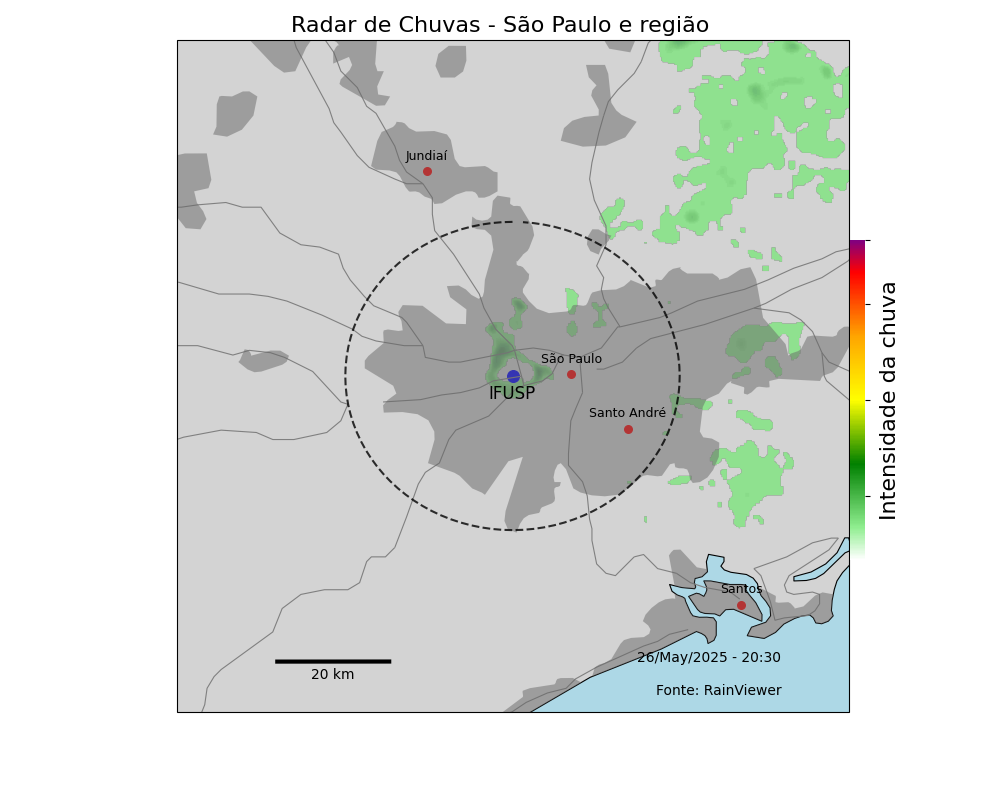 Radar de Chuvas - São Paulo e região
Jundiaí
São Paulo
IFUSP
Santo André
Intensidade da chuva
Santos
26/May/2025 - 20:30
20 km
Fonte: RainViewer